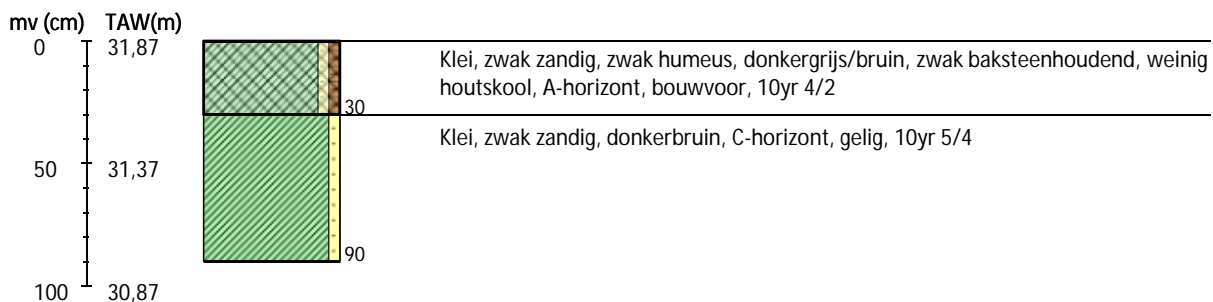 mv (cm) TAW(m)
0 31,87
Klei, zwak zandig, zwak humeus, donkergrijs/bruin, zwak baksteenhoudend, weinig
houtskool, A-horizont, bouwvoor, 10yr 4/2
30
Klei, zwak zandig, donkerbruin, C-horizont, gelig, 10yr 5/4
50 31,37
90
100 30,87